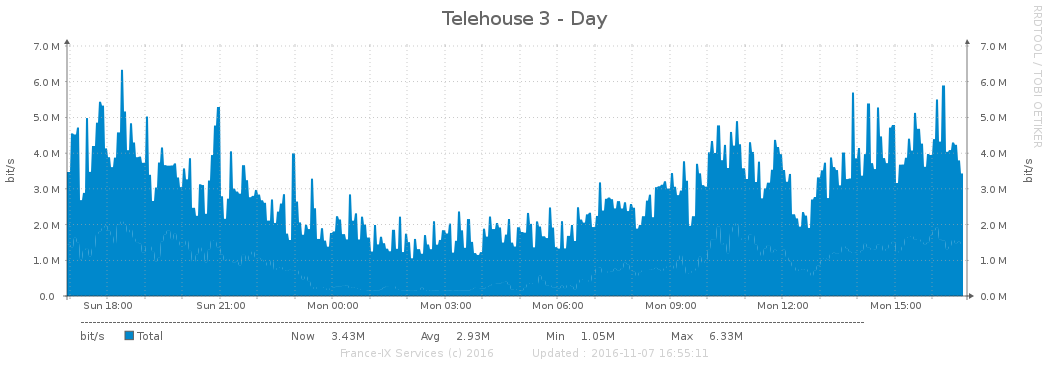 Telehouse 3 - Day
RRDTOOL / TOBI OETIKER
bit/s
7.0 M 7.0 M
6.0 M 6.0 M
5.0 M 5.0 M
4.0 M 4.0 M
3.0 M 3.0 M
2.0 M 2.0 M
1.0 M 1.0 M
0.0 0.0 M
bit/s
Sun 18:00 Sun 21:00 Mon 00:00 Mon 03:00 Mon 06:00 Mon 09:00 Mon 12:00 Mon 15:00
bit/s Total Now 3.43M Avg 2.93M Min 1.05M Max 6.33M
France-IX Services (c) 2016 Updated : 2016-11-07 16:55:11